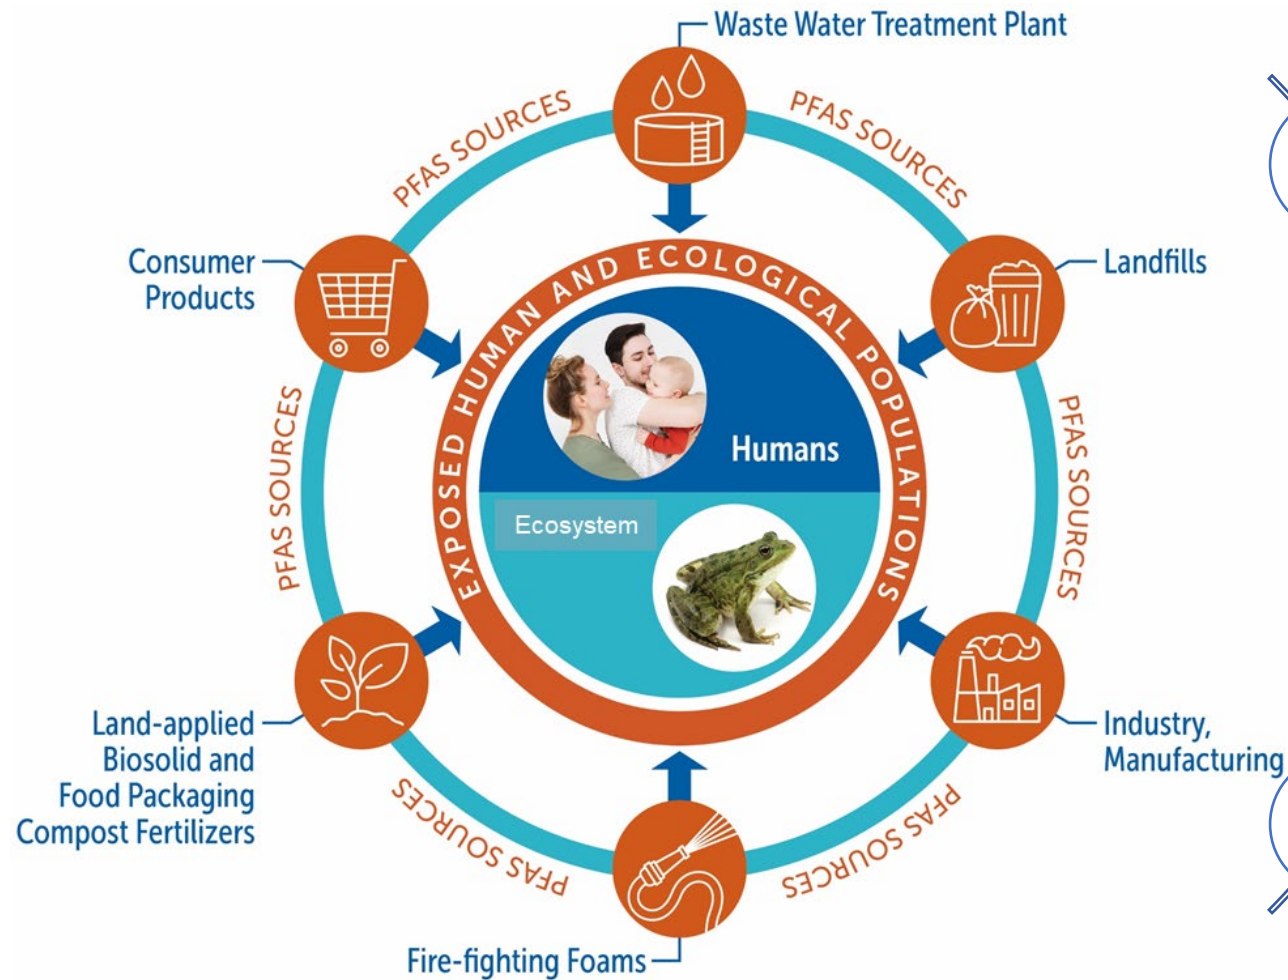 Waste Water Treatment Plant
PFAS SOURCES
PFAS SOURCES
Consumer
Products
Landfills
EXPOSED HUMAN AND ECOLOGICAL POPULATIONS
Humans
PFAS SOURCES
PFAS SOURCES
Ecosystem
Land-applied
Biosolid and
Food Packaging
Compost Fertilizers
Industry,
Manufacturing
PFAS SOURCES
PFAS SOURCES
Fire-fighting Foams